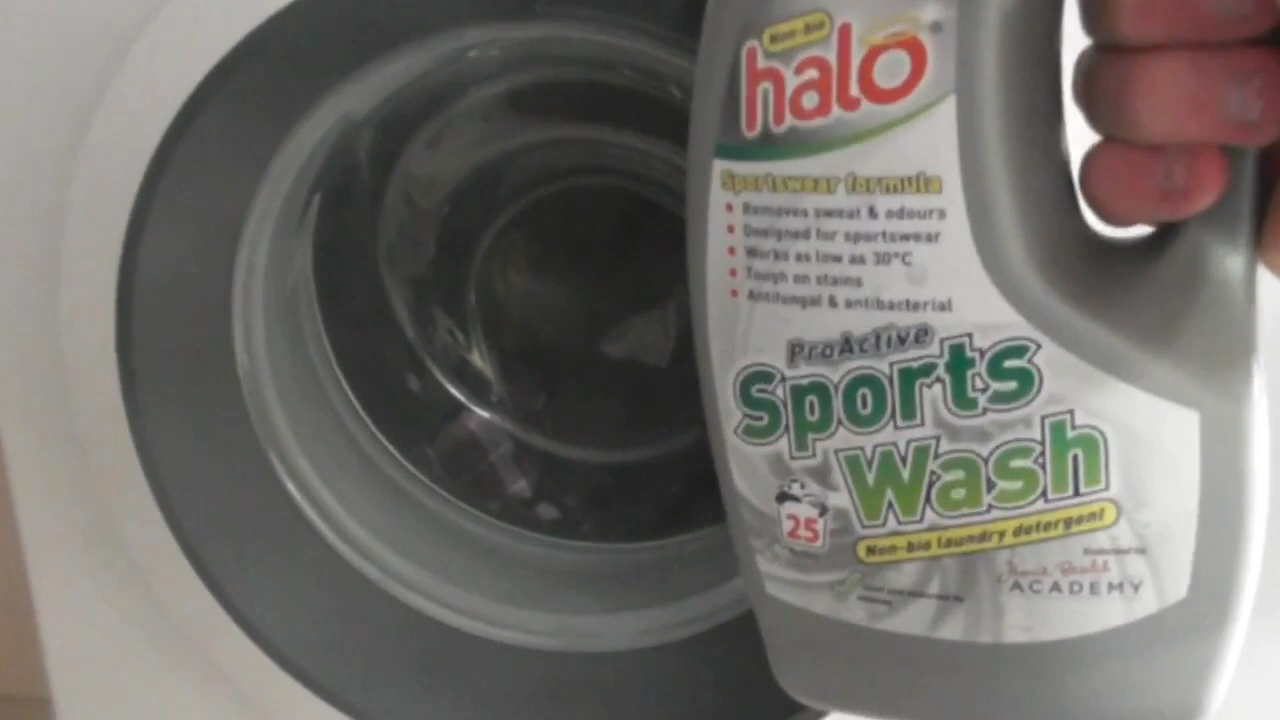 Non-Bio
halo
Sportswear formula
Removes sweat & odours
Designed for sportswear
Works as low as 30°C
Tough on stains
Antifungal & antibacterial
ProActive
Sports
Wash
25
Non-bio laundry detergent
ACADEMY